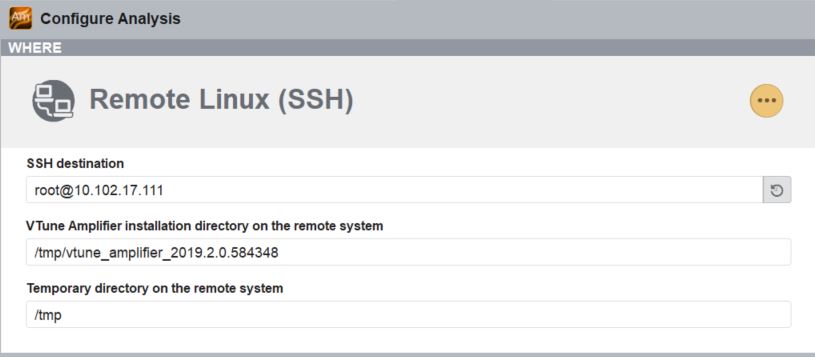 Configure Analysis
WHERE
Remote Linux (SSH)
SSH destination
root@10.102.17.111
VTune Amplifier installation directory on the remote system
/tmp/vtune_amplifier_2019.2.0.584348
Temporary directory on the remote system
/tmp